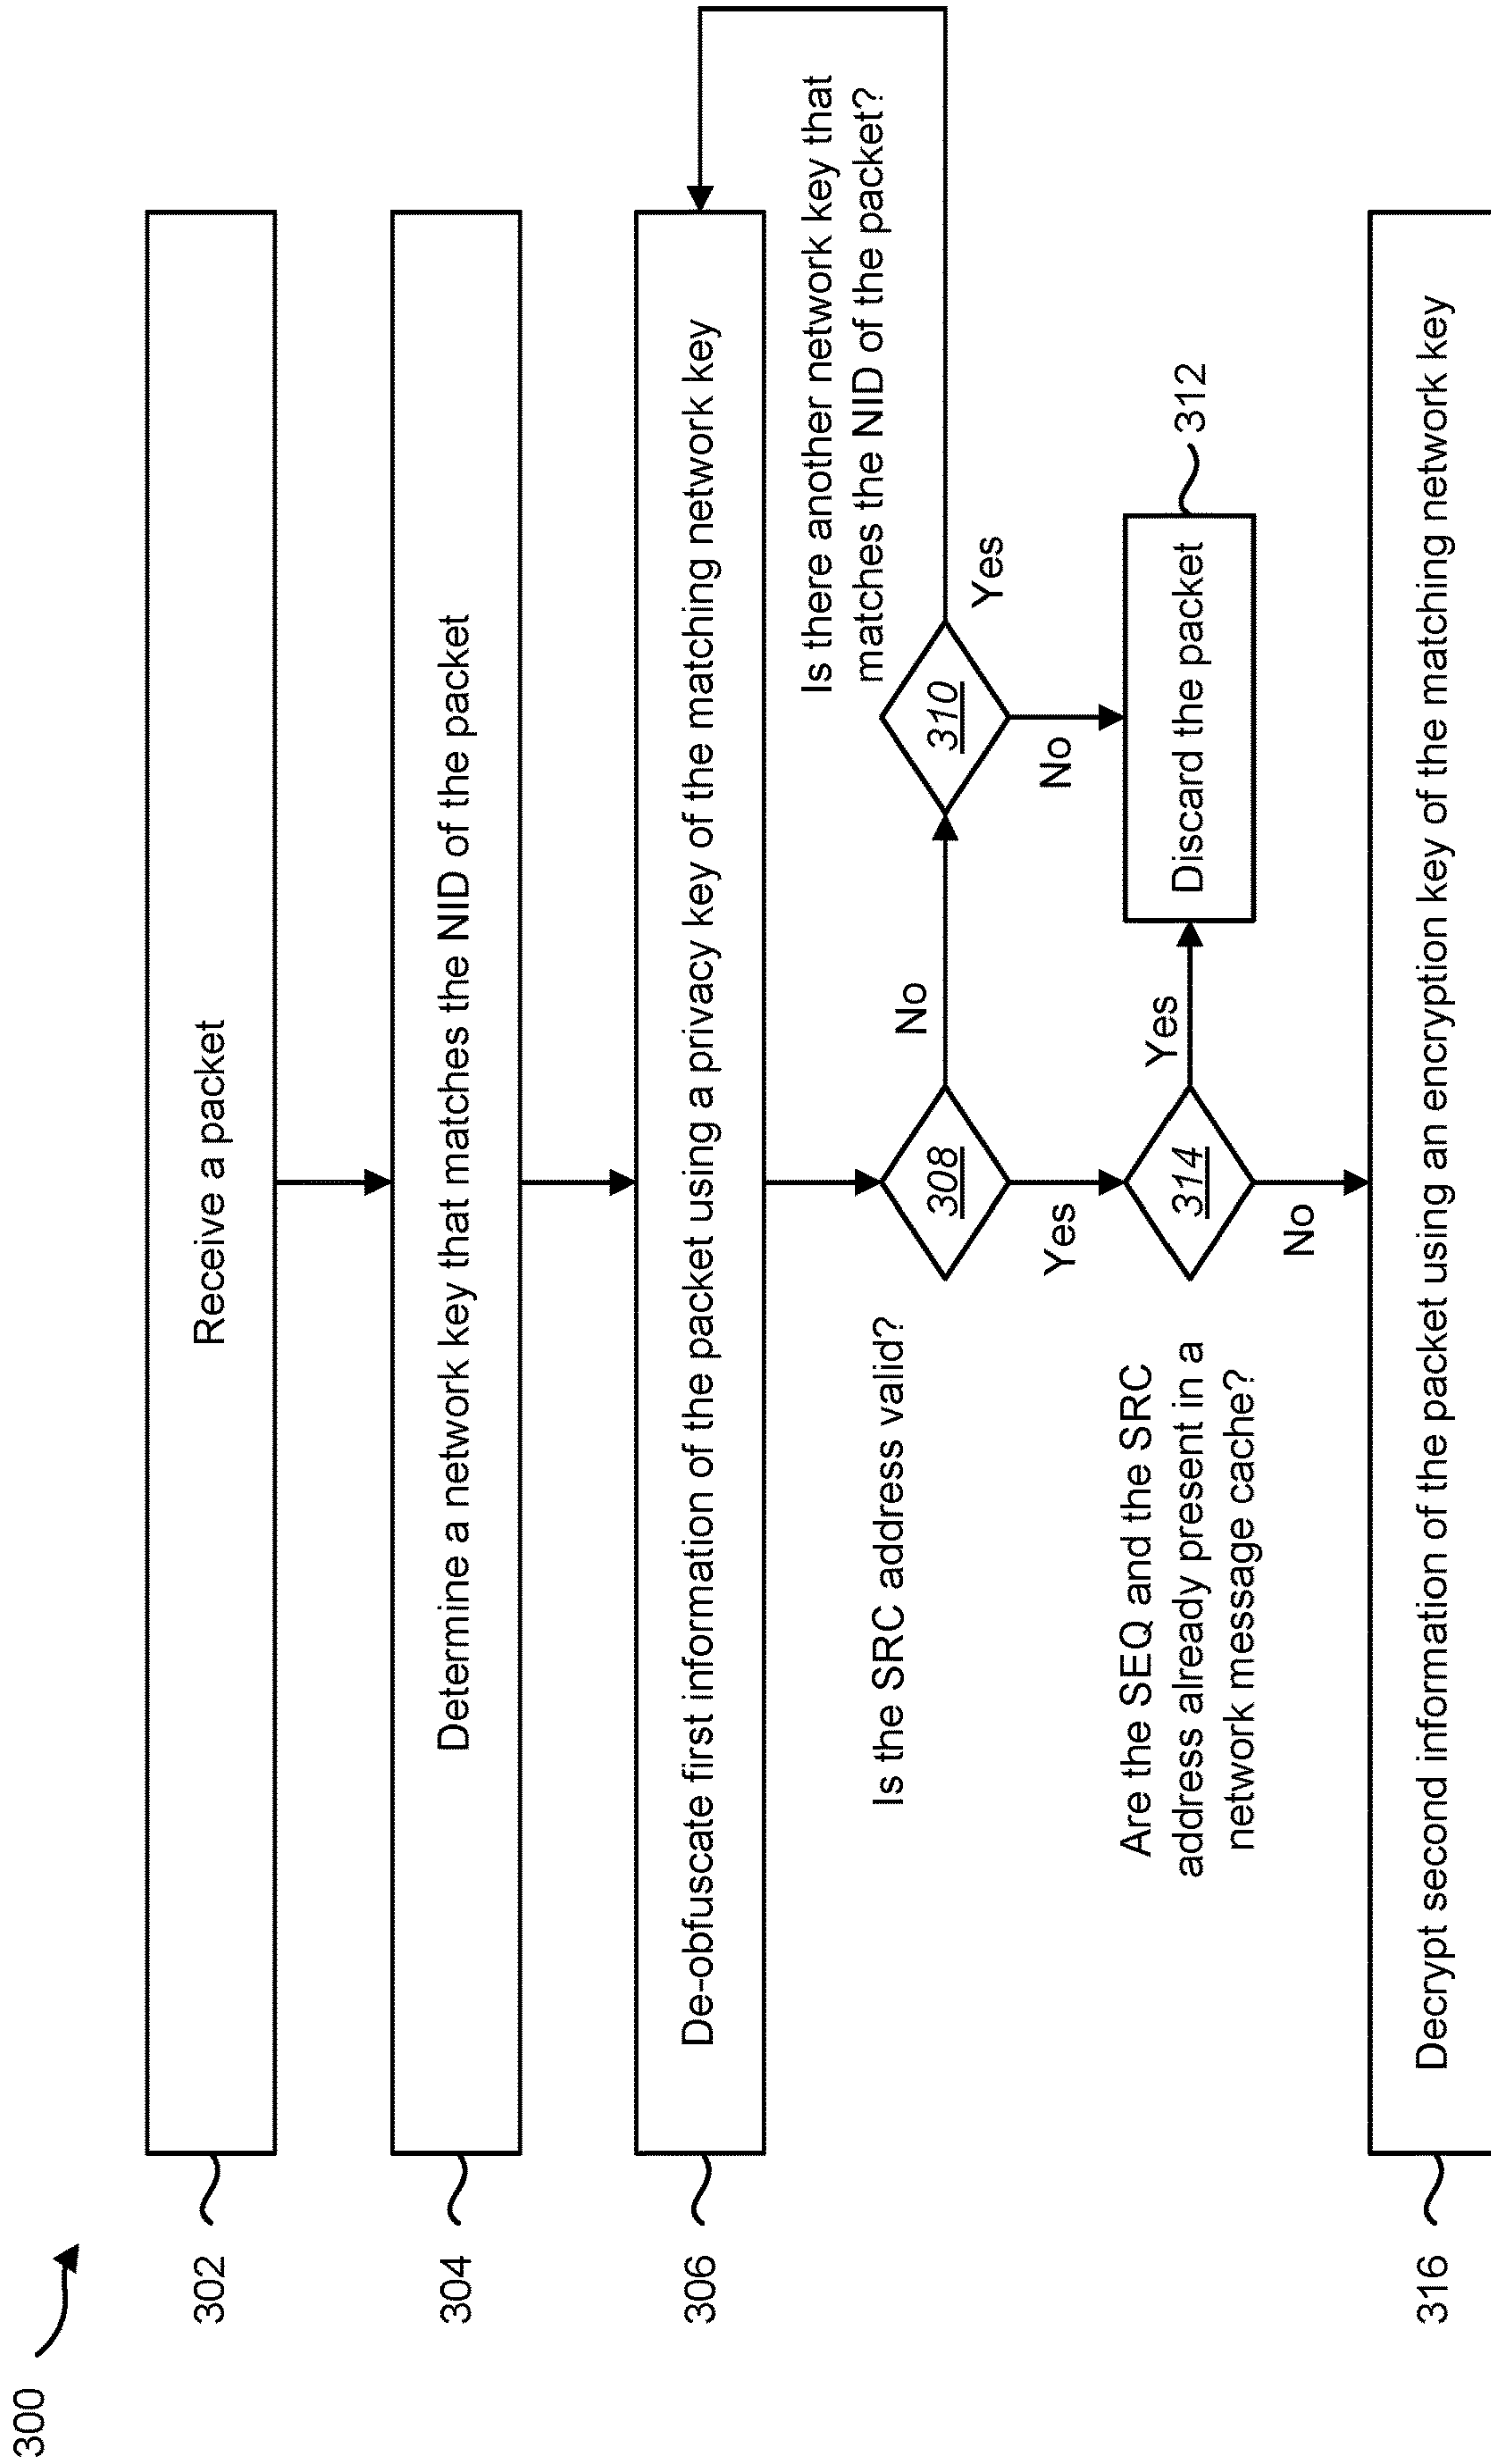 300
302
Receive a packet
304
Determine a network key that matches the NID of the packet
306
De-obfuscate first information of the packet using a privacy key of the matching network key
Is the SRC address valid?
308
No
310
Is there another network key that
matches the NID of the packet?
Yes
Yes
No
Are the SEQ and the SRC
address already present in a
network message cache?
314
Yes
Discard the packet
312
No
316
Decrypt second information of the packet using an encryption key of the matching network key